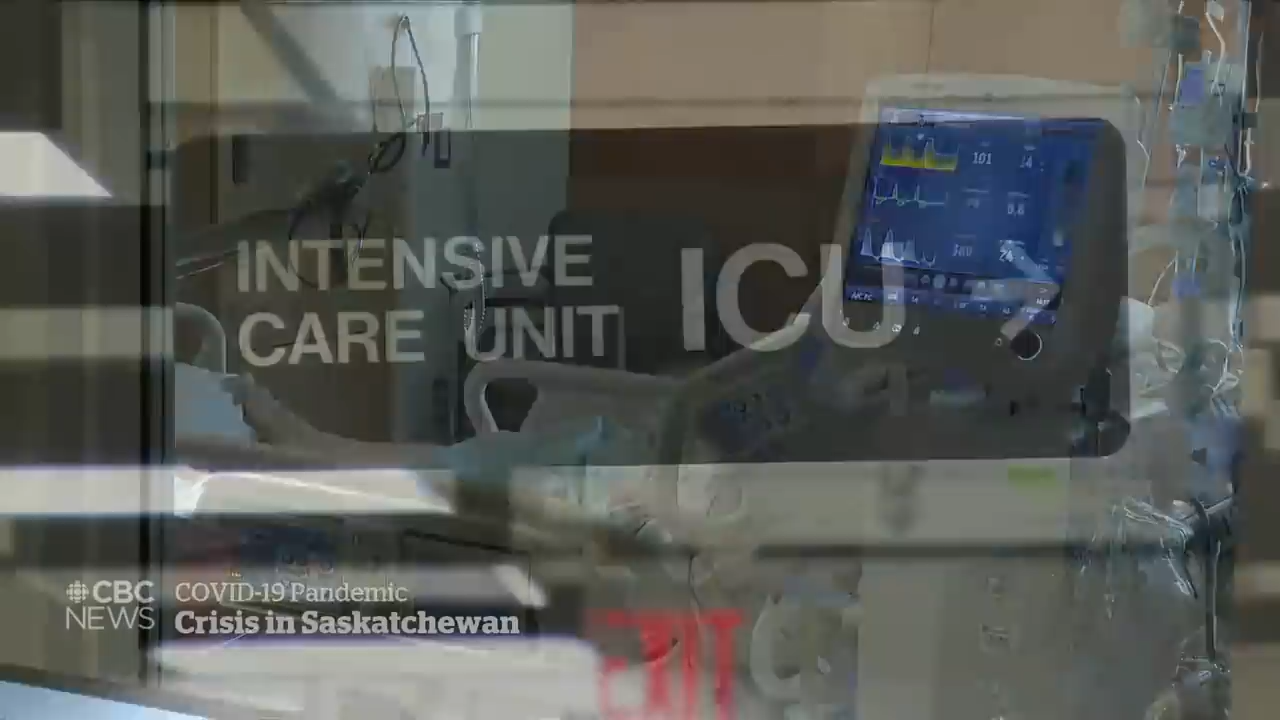 INTENSIVE
CARE UNIT
ICU
101
EXIT
CBC
NEWS
COVID-19 Pandemic
Crisis in Saskatchewan